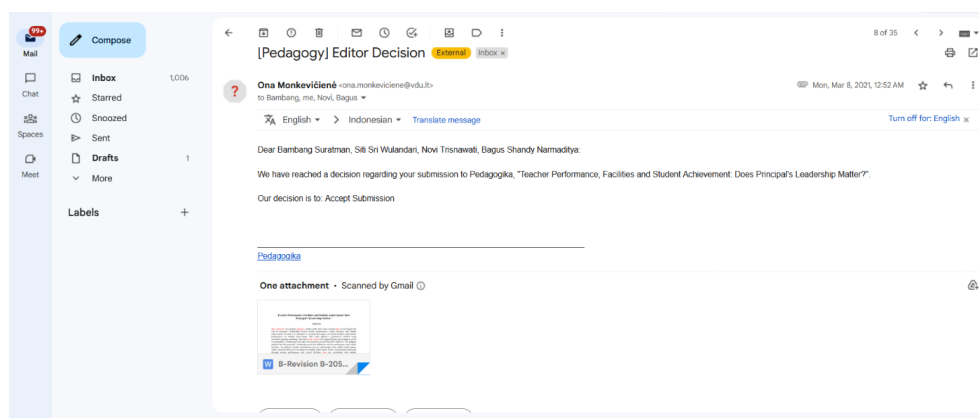 99+
Mail
Chat
Spaces
Meet
Compose
Inbox 1,006
Starred
Snoozed
Sent
Drafts 1
More
Labels
8 of 35
[Pedagogy] Editor Decision External Inbox ×
Ona Monkevičienė <ona.monkeviciene@vdu.lt>
to Bambang, me, Novi, Bagus
Mon, Mar 8, 2021, 12:52 AM
English > Indonesian Translate message
Turn off for: English ×
Dear Bambang Suratman, Siti Sri Wulandari, Novi Trisnawati, Bagus Shandy Narmaditya:
We have reached a decision regarding your submission to Pedagogika, "Teacher Performance, Facilities and Student Achievement: Does Principal's Leadership Matter?".
Our decision is to: Accept Submission
Pedagogika
One attachment • Scanned by Gmail
W B-Revision B-205...